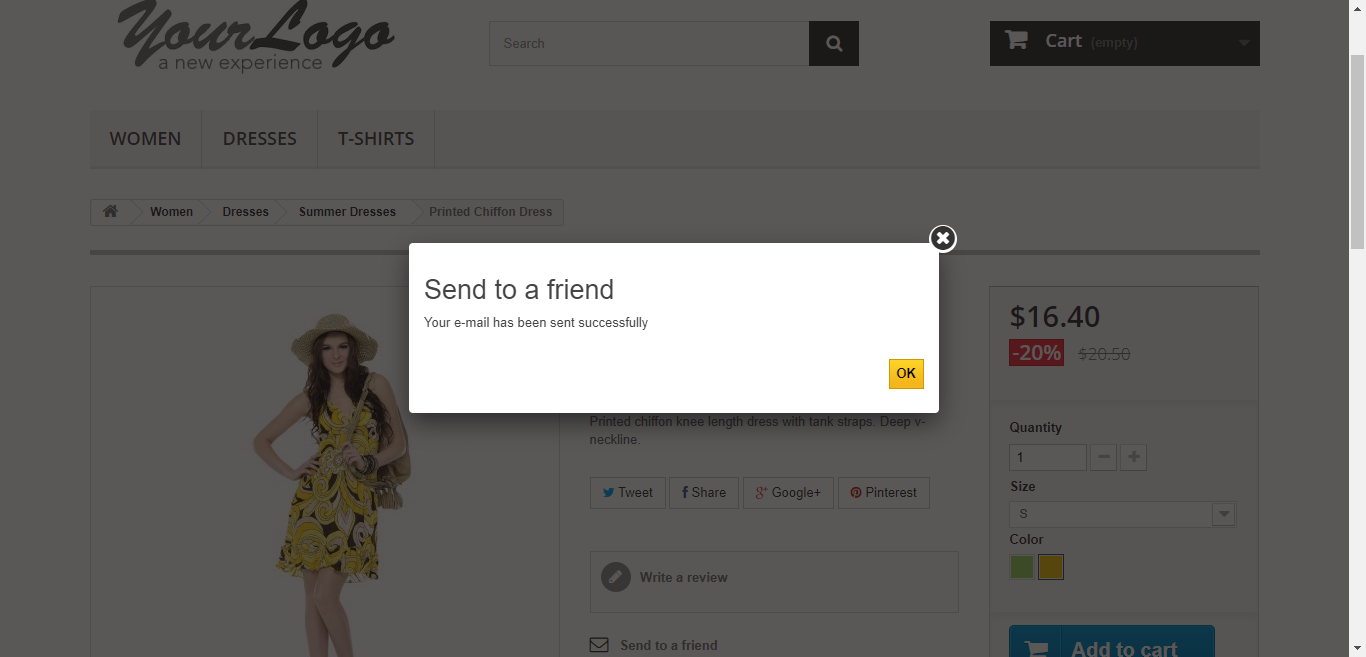 YourLogo
a new experience
Search
Cart (empty)
WOMEN DRESSES T-SHIRTS
Women Dresses Summer Dresses Printed Chiffon Dress
Send to a friend
Your e-mail has been sent successfully
OK
Printed chiffon knee length dress with tank straps. Deep v-
neckline.
Tweet Share Google+ Pinterest
Write a review
Send to a friend
$16.40
-20% $20.50
Quantity
1
Size
S
Color
Add to cart